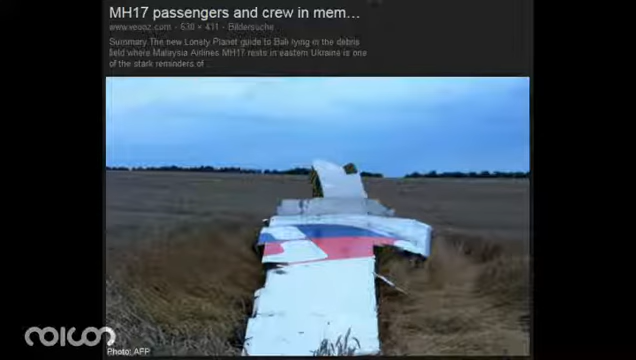 MH17 passengers and crew in mem…
www.veooz.com - 630 × 411 - Bildersuche
Summary The new Lonely Planet guide to Bali lying in the debris
field where Malaysia Airlines MH17 rests in eastern Ukraine is one
of the stark reminders of ...
Photo: AFP